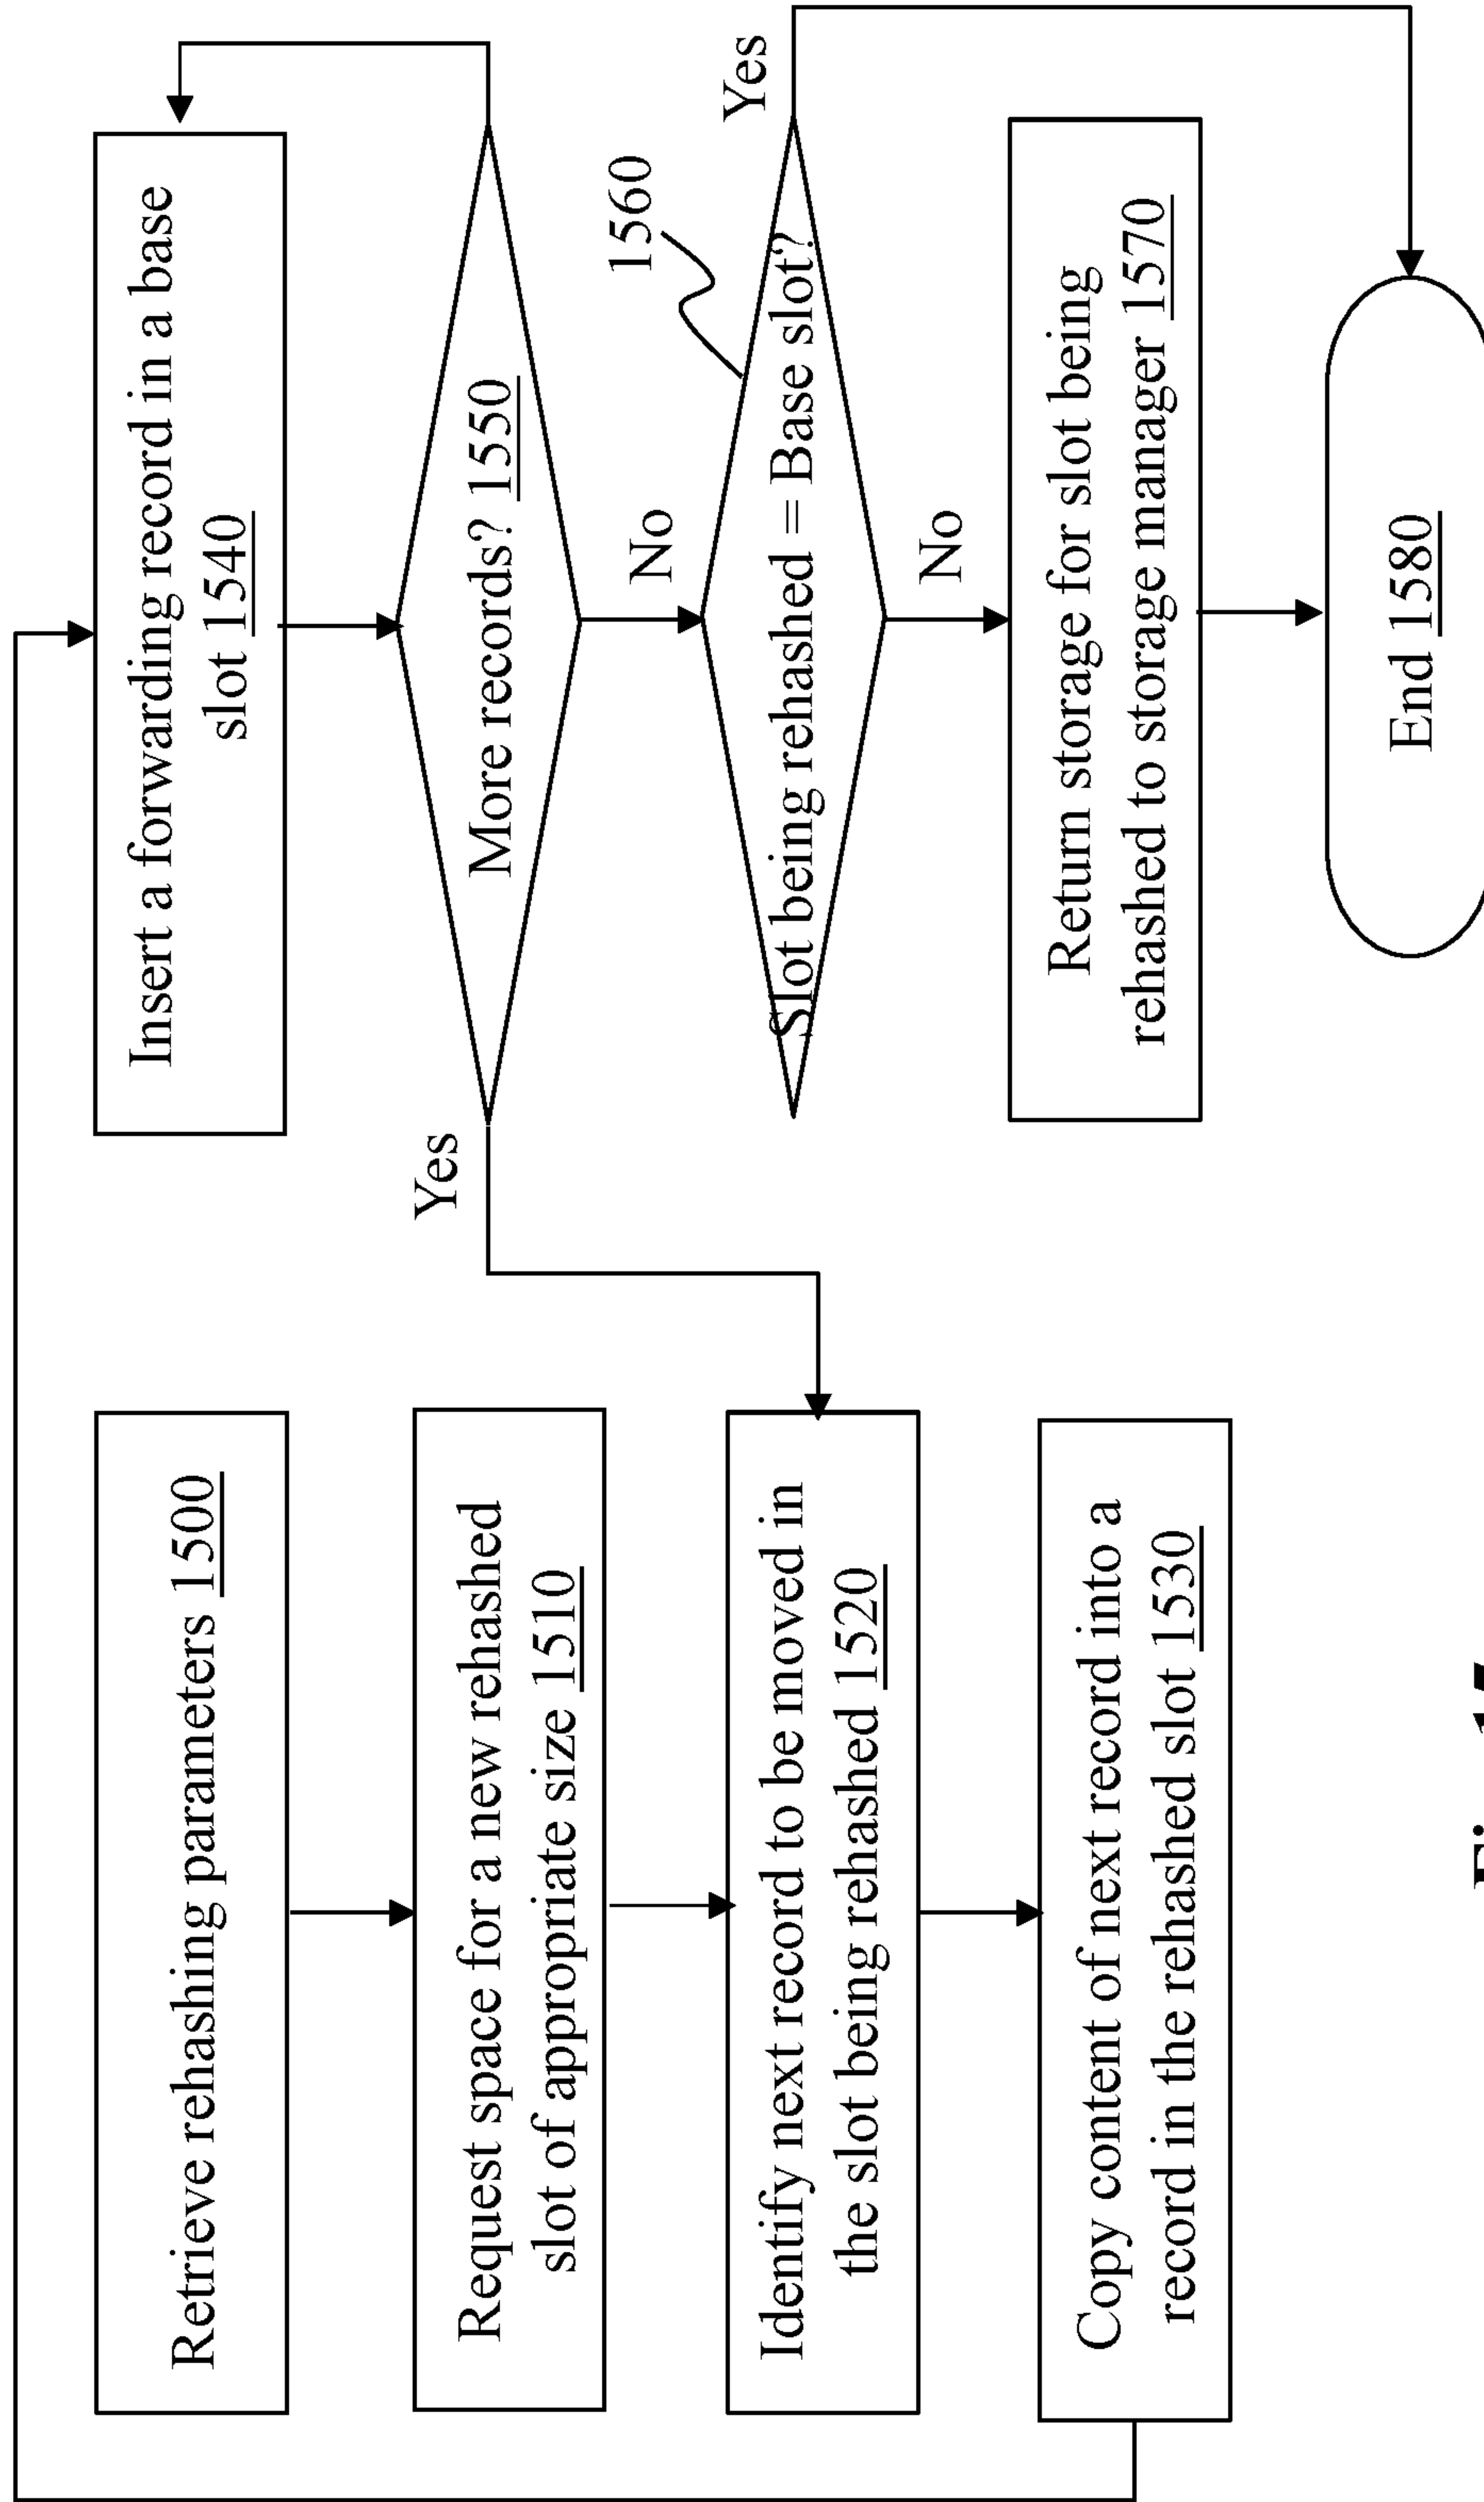 Retrieve rehashing parameters 1500
Request space for a new rehashed
slot of appropriate size 1510
Identify next record to be moved in
the slot being rehashed 1520
Copy content of next record into a
record in the rehashed slot 1530
Insert a forwarding record in a base
slot 1540
More records? 1550
Yes
No
1560
Slot being rehashed = Base slot?
Yes
No
Return storage for slot being
rehashed to storage manager 1570
End 1580